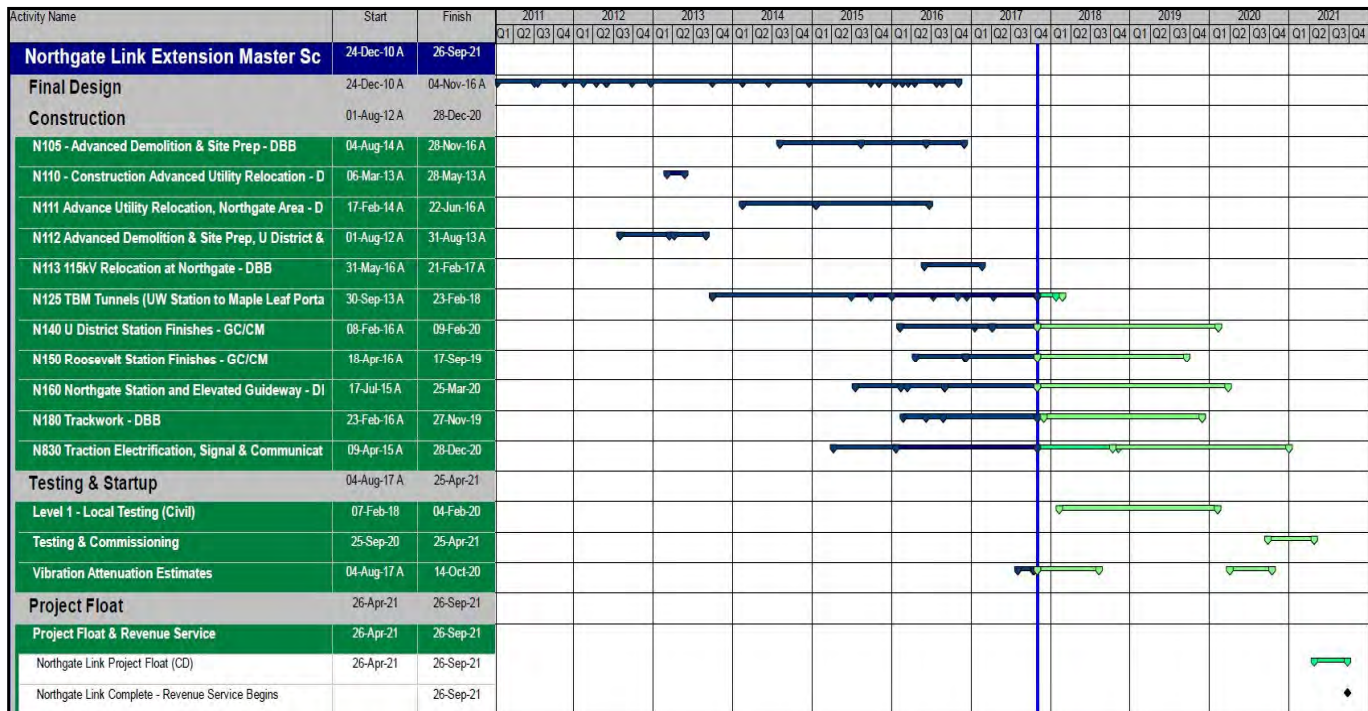 Activity Name Start Finish 2011 2012 2013 2014 2015 2016 2017 2018 2019 2020 2021
Q1 Q2 Q3 Q4 Q1 Q2 Q3 Q4 Q1 Q2 Q3 Q4 Q1 Q2 Q3 Q4 Q1 Q2 Q3 Q4 Q1 Q2 Q3 Q4 Q1 Q2 Q3 Q4 Q1 Q2 Q3 Q4 Q1 Q2 Q3 Q4 Q1 Q2 Q3 Q4 Q1 Q2 Q3 Q4
Northgate Link Extension Master Sc 24-Dec-10 A 26-Sep-21
Final Design 24-Dec-10 A 04-Nov-16 A
Construction 01-Aug-12 A 28-Dec-20
N105 - Advanced Demolition & Site Prep - DBB 04-Aug-14 A 28-Nov-16 A
N110 - Construction Advanced Utility Relocation - D 06-Mar-13 A 28-May-13 A
N111 Advance Utility Relocation, Northgate Area - D 17-Feb-14 A 22-Jun-16 A
N112 Advanced Demolition & Site Prep, U District & 01-Aug-12 A 31-Aug-13 A
N113 115kV Relocation at Northgate - DBB 31-May-16 A 21-Feb-17 A
N125 TBM Tunnels (UW Station to Maple Leaf Porta 30-Sep-13 A 23-Feb-18
N140 U District Station Finishes - GC/CM 08-Feb-16 A 09-Feb-20
N150 Roosevelt Station Finishes - GC/CM 18-Apr-16 A 17-Sep-19
N160 Northgate Station and Elevated Guideway - DI 17-Jul-15 A 25-Mar-20
N180 Trackwork - DBB 23-Feb-16 A 27-Nov-19
N830 Traction Electrification, Signal & Communicat 09-Apr-15 A 28-Dec-20
Testing & Startup 04-Aug-17 A 25-Apr-21
Level 1 - Local Testing (Civil) 07-Feb-18 04-Feb-20
Testing & Commissioning 25-Sep-20 25-Apr-21
Vibration Attenuation Estimates 04-Aug-17 A 14-Oct-20
Project Float 26-Apr-21 26-Sep-21
Project Float & Revenue Service 26-Apr-21 26-Sep-21
Northgate Link Project Float (CD) 26-Apr-21 26-Sep-21
Northgate Link Complete - Revenue Service Begins 26-Sep-21